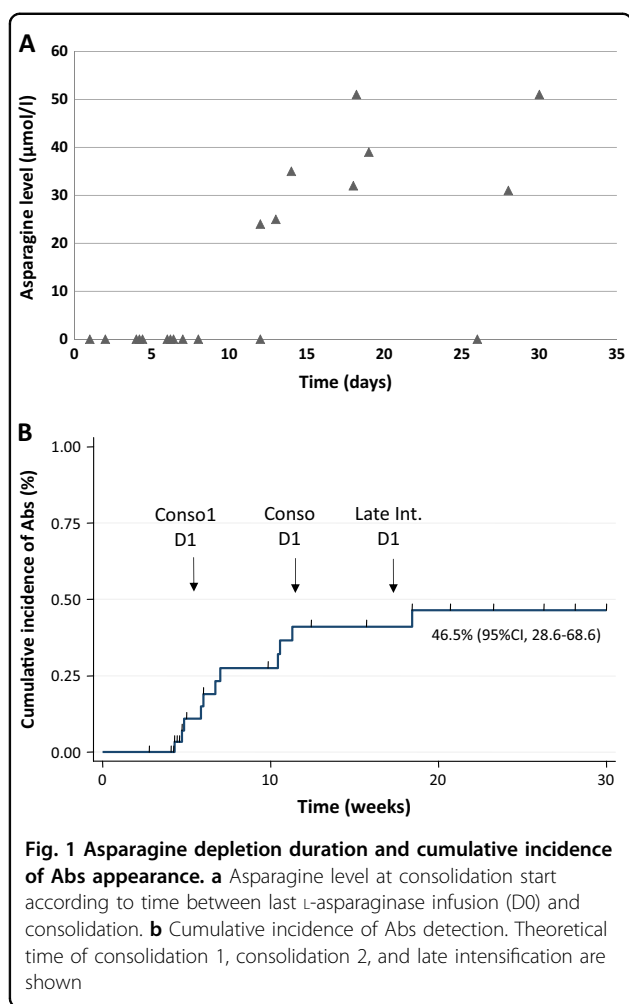 A
60
50
40
30
20
10
0
Asparagine level (µmol/l)
0 5 10 15 20 25 30 35
Time (days)
B
1.00
0.75
0.50
0.25
0.00
Cumulative incidence of Abs (%)
Conso1 Conso Late Int.
D1 D1 D1
46.5% (95%CI, 28.6-68.6)
0 10 20 30
Time (weeks)
Fig. 1 Asparagine depletion duration and cumulative incidence
of Abs appearance. a Asparagine level at consolidation start
according to time between last L-asparaginase infusion (D0) and
consolidation. b Cumulative incidence of Abs detection. Theoretical
time of consolidation 1, consolidation 2, and late intensification are
shown